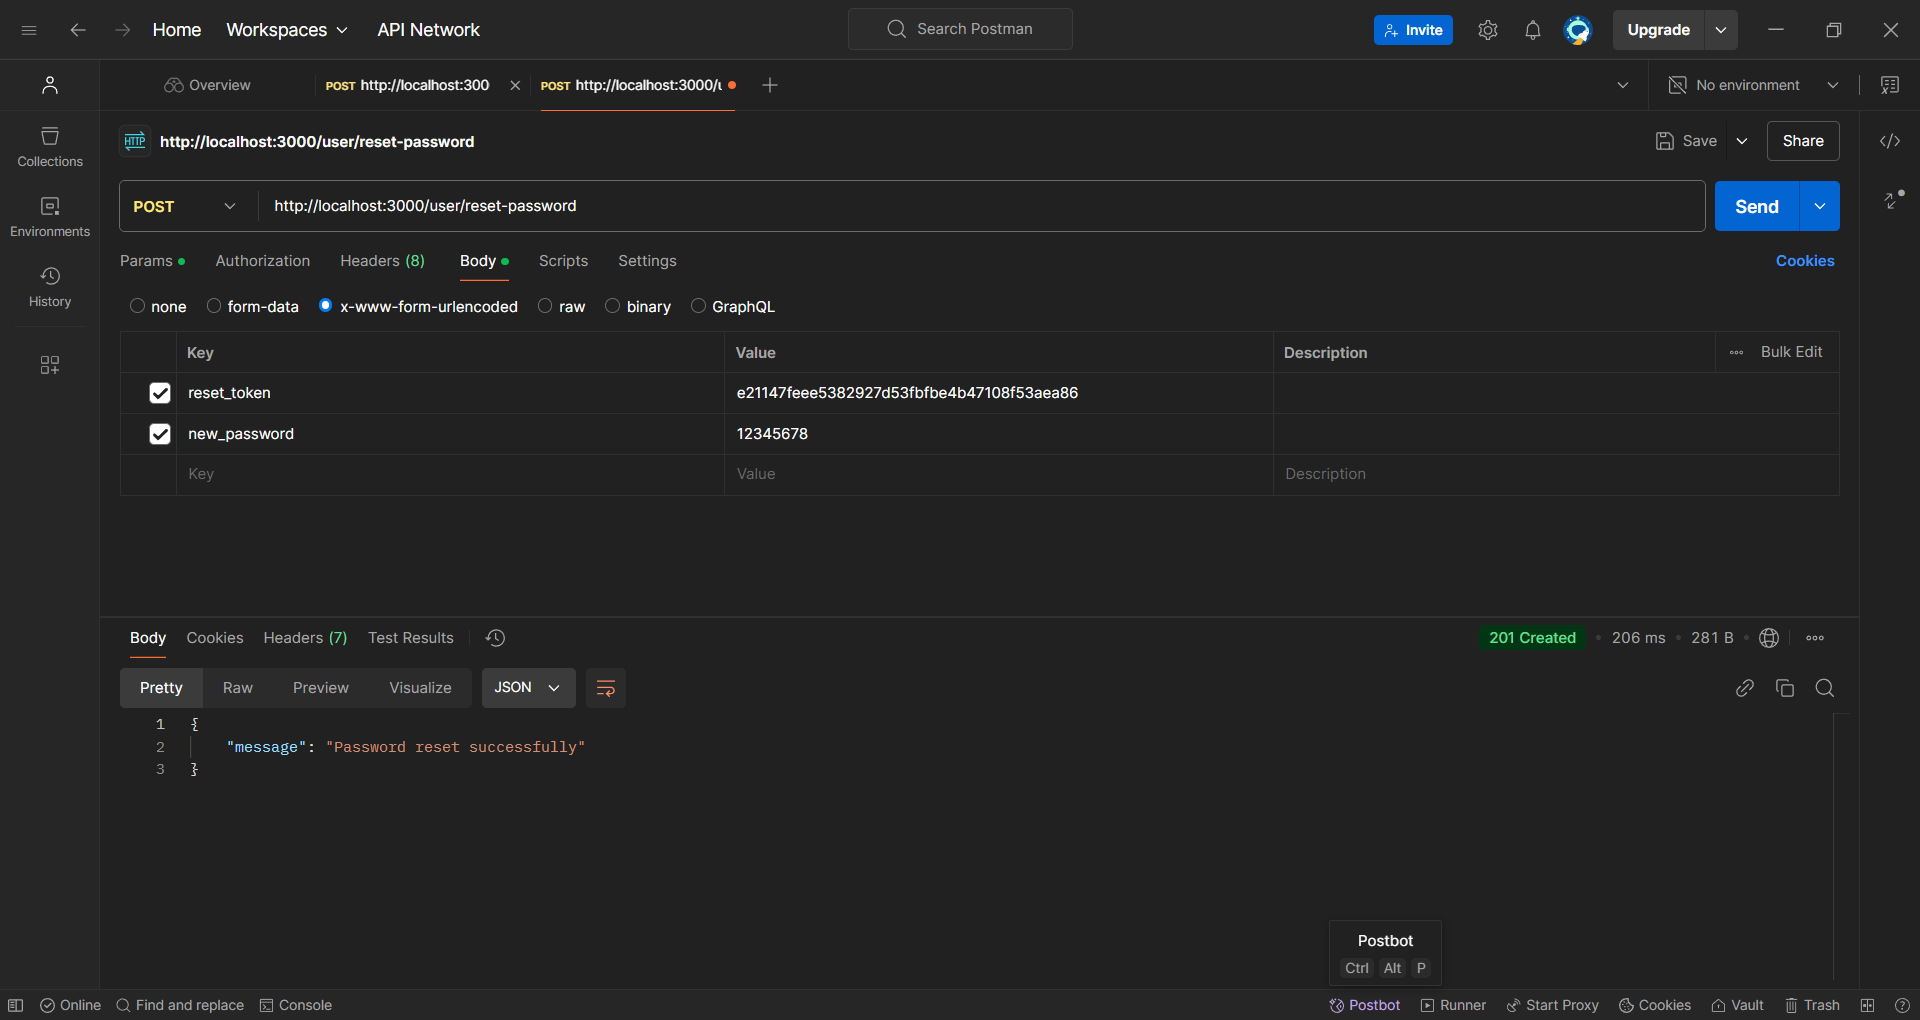 Home Workspaces API Network Search Postman Invite Upgrade
Overview POST http://localhost:300 POST http://localhost:3000/u No environment
HTTP http://localhost:3000/user/reset-password Save Share
Collections
Environments
History
POST http://localhost:3000/user/reset-password Send
Params Authorization Headers (8) Body Scripts Settings Cookies
none form-data x-www-form-urlencoded raw binary GraphQL
Key Value Description Bulk Edit
reset_token e21147feee5382927d53fbfbe4b47108f53aea86
new_password 12345678
Key Value Description
Body Cookies Headers (7) Test Results 201 Created 206 ms 281 B
Pretty Raw Preview Visualize JSON
1 {
2 "message": "Password reset successfully"
3 }
Postbot
Ctrl Alt P
Online Find and replace Console Postbot Runner Start Proxy Cookies Vault Trash